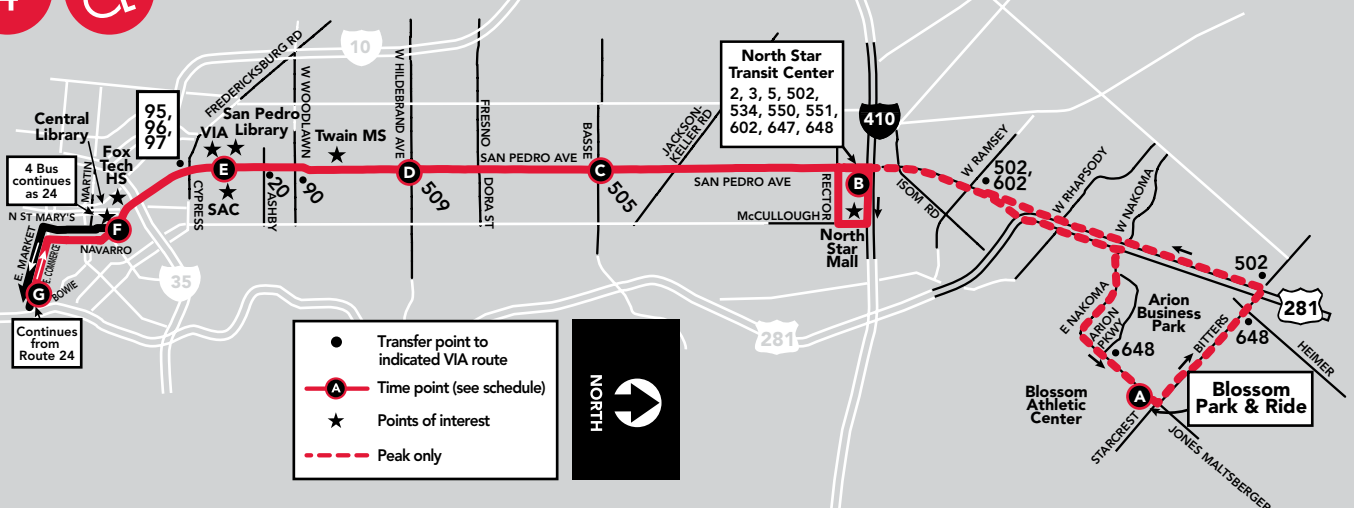 4
10
FREDERICKSBURG RD
W WOODLAWN
W HILDEBRAND AVE
FRESNO
DORA ST
BASSE
JACKSON-
KELLER RD
North Star
Transit Center
2, 3, 5, 502,
534, 550, 551,
602, 647, 648
410
95,
96,
97
Central
Library
VIA
San Pedro
Library
Twain MS
Fox
Tech
HS
4 Bus
continues
as 24
MARTIN
N ST MARY'S
E. MARKET
E. COMMERCE
NAVARRO
BOWIE
F
G
Continues
from
Route 24
35
CYPRESS
E
SAC
20
ASHBY
90
D
509
SAN PEDRO AVE
C
505
SAN PEDRO AVE
McCULLOUGH
RECTOR
B
North
Star
Mall
ISOM RD
W RAMSEY
502,
602
W RHAPSODY
W NAKOMA
502
281
281
E NAKOMA
ARION
PKWY
Arion
Business
Park
BITTERS
648
648
HEIMER
Blossom
Athletic
Center
A
Blossom
Park & Ride
STARCREST
JONES MALTSBERGER
Transfer point to
indicated VIA route
A
Time point (see schedule)
Points of interest
Peak only
NORTH